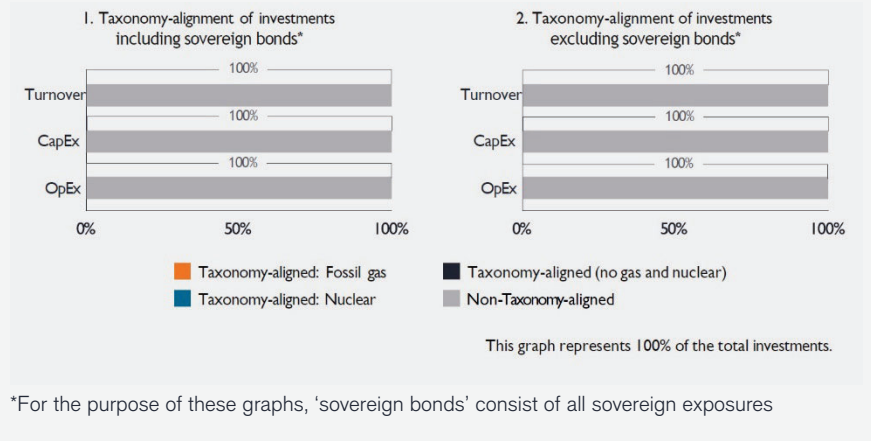 1. Taxonomy-alignment of investments
including sovereign bonds*
100%
Turnover
100%
CapEx
100%
OpEx
0% 50% 100%
2. Taxonomy-alignment of investments
excluding sovereign bonds*
100%
Turnover
100%
CapEx
100%
OpEx
0% 50% 100%
Taxonomy-aligned: Fossil gas
Taxonomy-aligned: Nuclear
Taxonomy-aligned (no gas and nuclear)
Non-Taxonomy-aligned
This graph represents 100% of the total investments.
*For the purpose of these graphs, ‘sovereign bonds’ consist of all sovereign exposures